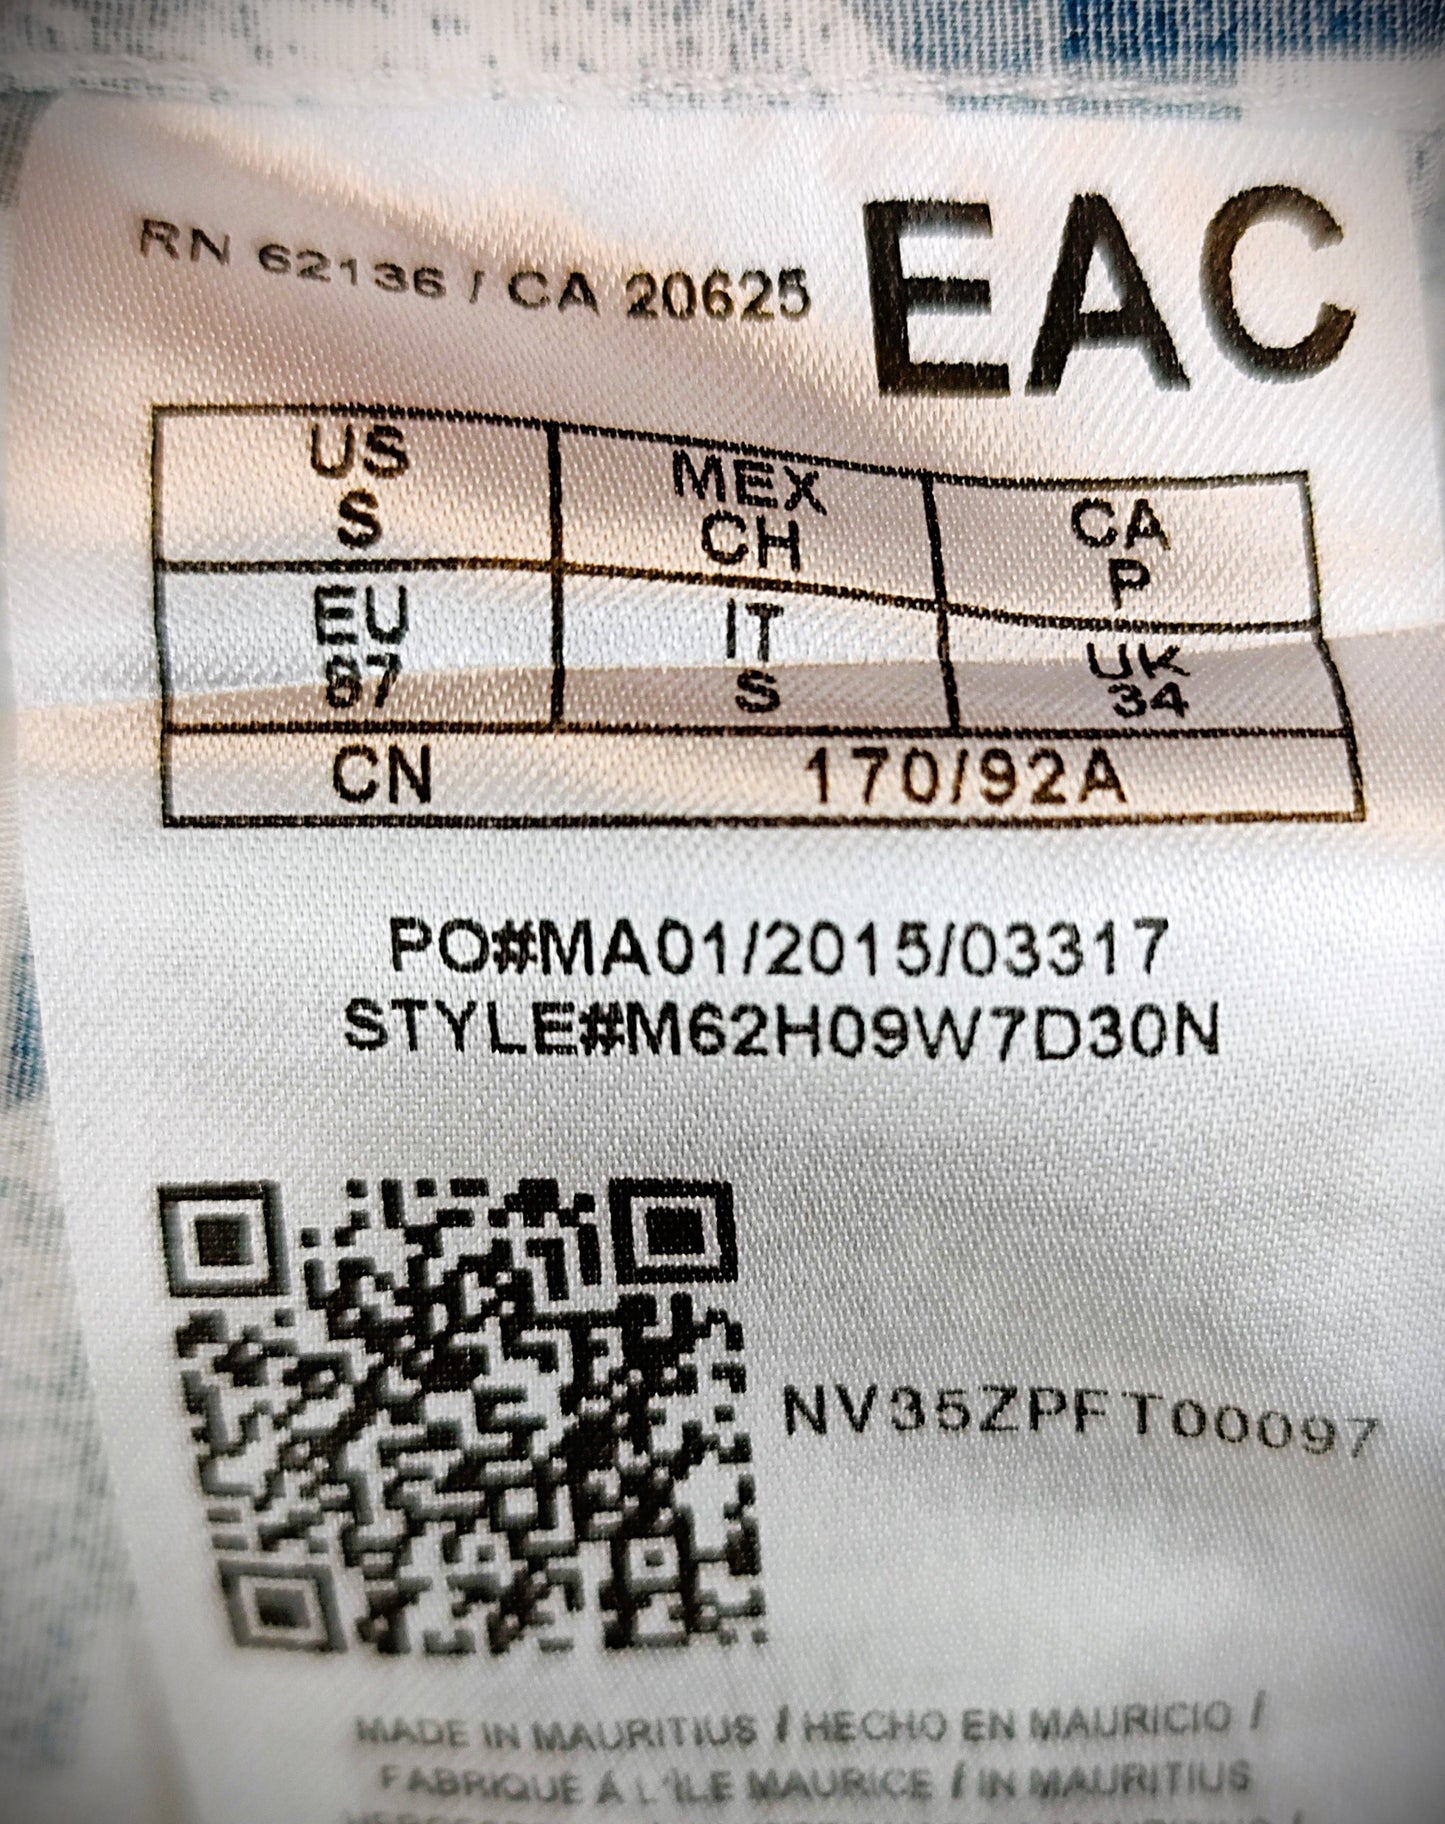 EAC
RN 62136 / CA 20625
US MEX CA
S CH P
EU IT UK
S 34
CN 170/92A
PO#MA01/2015/03317
STYLE#M62H09W7D30N
NV35ZPFT00097
MADE IN MAURITIUS / HECHO EN MAURICIO /
FABRIQUÉ À L'ÎLE MAURICE / IN MAURITIUS